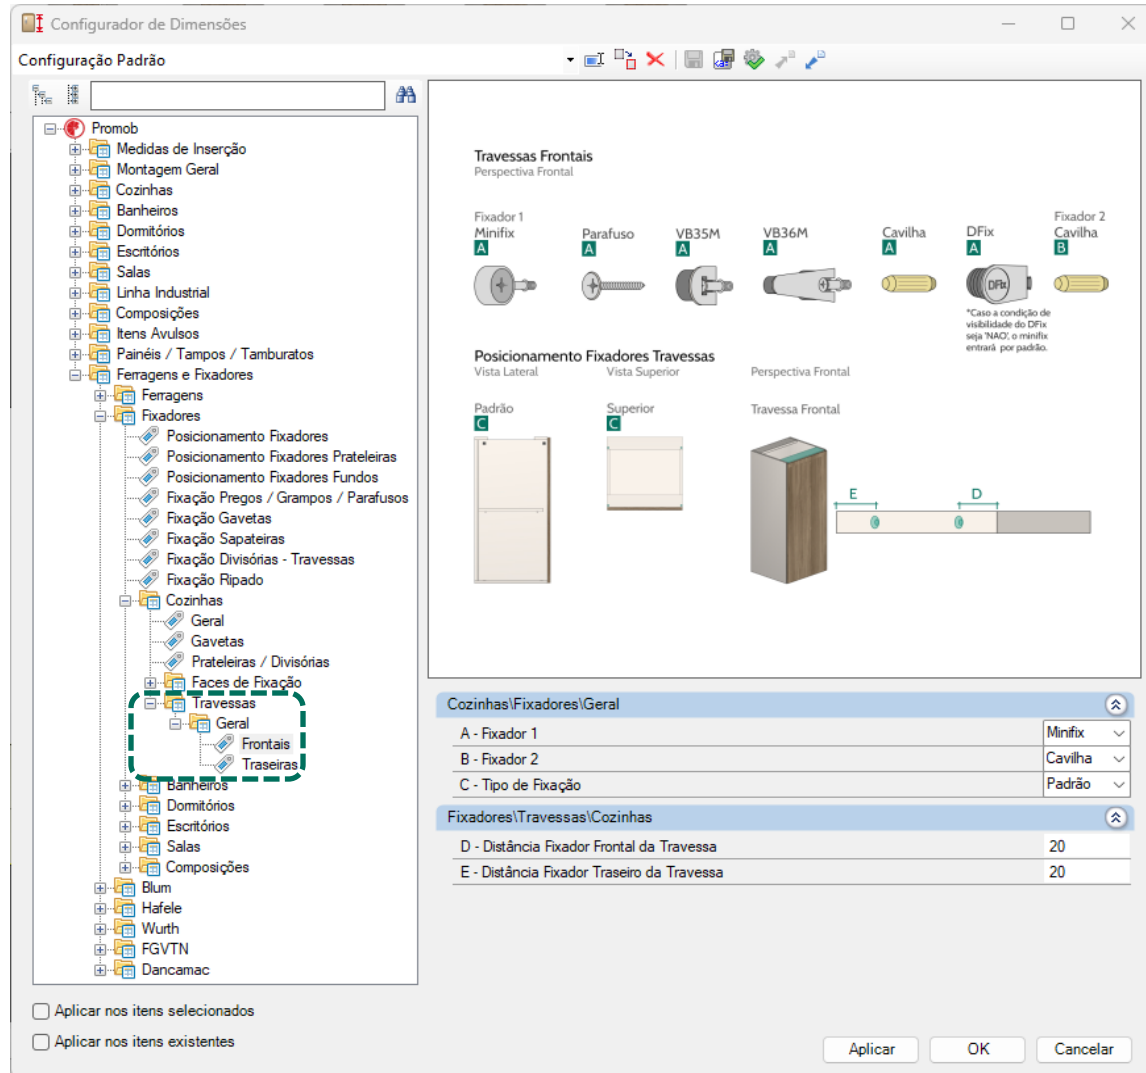 Configurador de Dimensões
Configuração Padrão
Promob
Medidas de Inserção
Montagem Geral
Cozinhas
Banheiros
Dormitórios
Escritórios
Salas
Linha Industrial
Composições
Itens Avulsos
Painéis / Tampos / Tamburatos
Ferragens e Fixadores
Ferragens
Fixadores
Posicionamento Fixadores
Posicionamento Fixadores Prateleiras
Posicionamento Fixadores Fundos
Fixação Pregos / Grampos / Parafusos
Fixação Gavetas
Fixação Sapateiras
Fixação Divisórias - Travessas
Fixação Ripado
Cozinhas
Geral
Gavetas
Prateleiras / Divisórias
Faces de Fixação
Travessas
Geral
Frontais
Traseiras
Banheiros
Dormitórios
Escritórios
Salas
Composições
Blum
Hafele
Wurth
FGVTN
Dancamac
Travessas Frontais
Perspectiva Frontal
Fixador 1
Minifix
A
Parafuso
A
VB35M
A
VB36M
A
Cavilha
A
DFix
A
DFix
*Caso a condição de
visibilidade do DFix
seja 'NAO', o minifix
entrará por padrão.
Fixador 2
Cavilha
B
Posicionamento Fixadores Travessas
Vista Lateral
Vista Superior
Perspectiva Frontal
Padrão
C
Superior
C
Travessa Frontal
E
D
Cozinhas\Fixadores\Geral
A - Fixador 1 Minifix
B - Fixador 2 Cavilha
C - Tipo de Fixação Padrão
Fixadores\Travessas\Cozinhas
D - Distância Fixador Frontal da Travessa 20
E - Distância Fixador Traseiro da Travessa 20
Aplicar nos itens selecionados
Aplicar nos itens existentes
Aplicar OK Cancelar